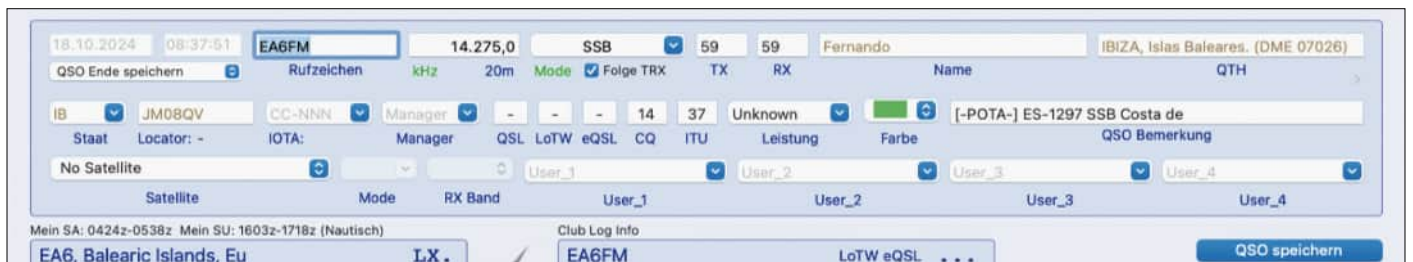 18.10.2024 08:37:51 EA6FM 14.275,0 SSB 59 59 Fernando IBIZA, Islas Baleares. (DME 07026)
QSO Ende speichern Rufzeichen kHz 20m Mode Folge TRX TX RX Name QTH
IB JM08QV CC-NNN Manager - - - 14 37 Unknown [-POTA-] ES-1297 SSB Costa de
Staat Locator: - IOTA: Manager QSL LoTW eQSL CQ ITU Leistung Farbe QSO Bemerkung
No Satellite User_1 User_2 User_3 User_4
Satellite Mode RX Band User_1 User_2 User_3 User_4
Mein SA: 0424z-0538z Mein SU: 1603z-1718z (Nautisch) Club Log Info
EA6, Balearic Islands, Eu LX. EA6FM LoTW eQSL ... QSO speichern